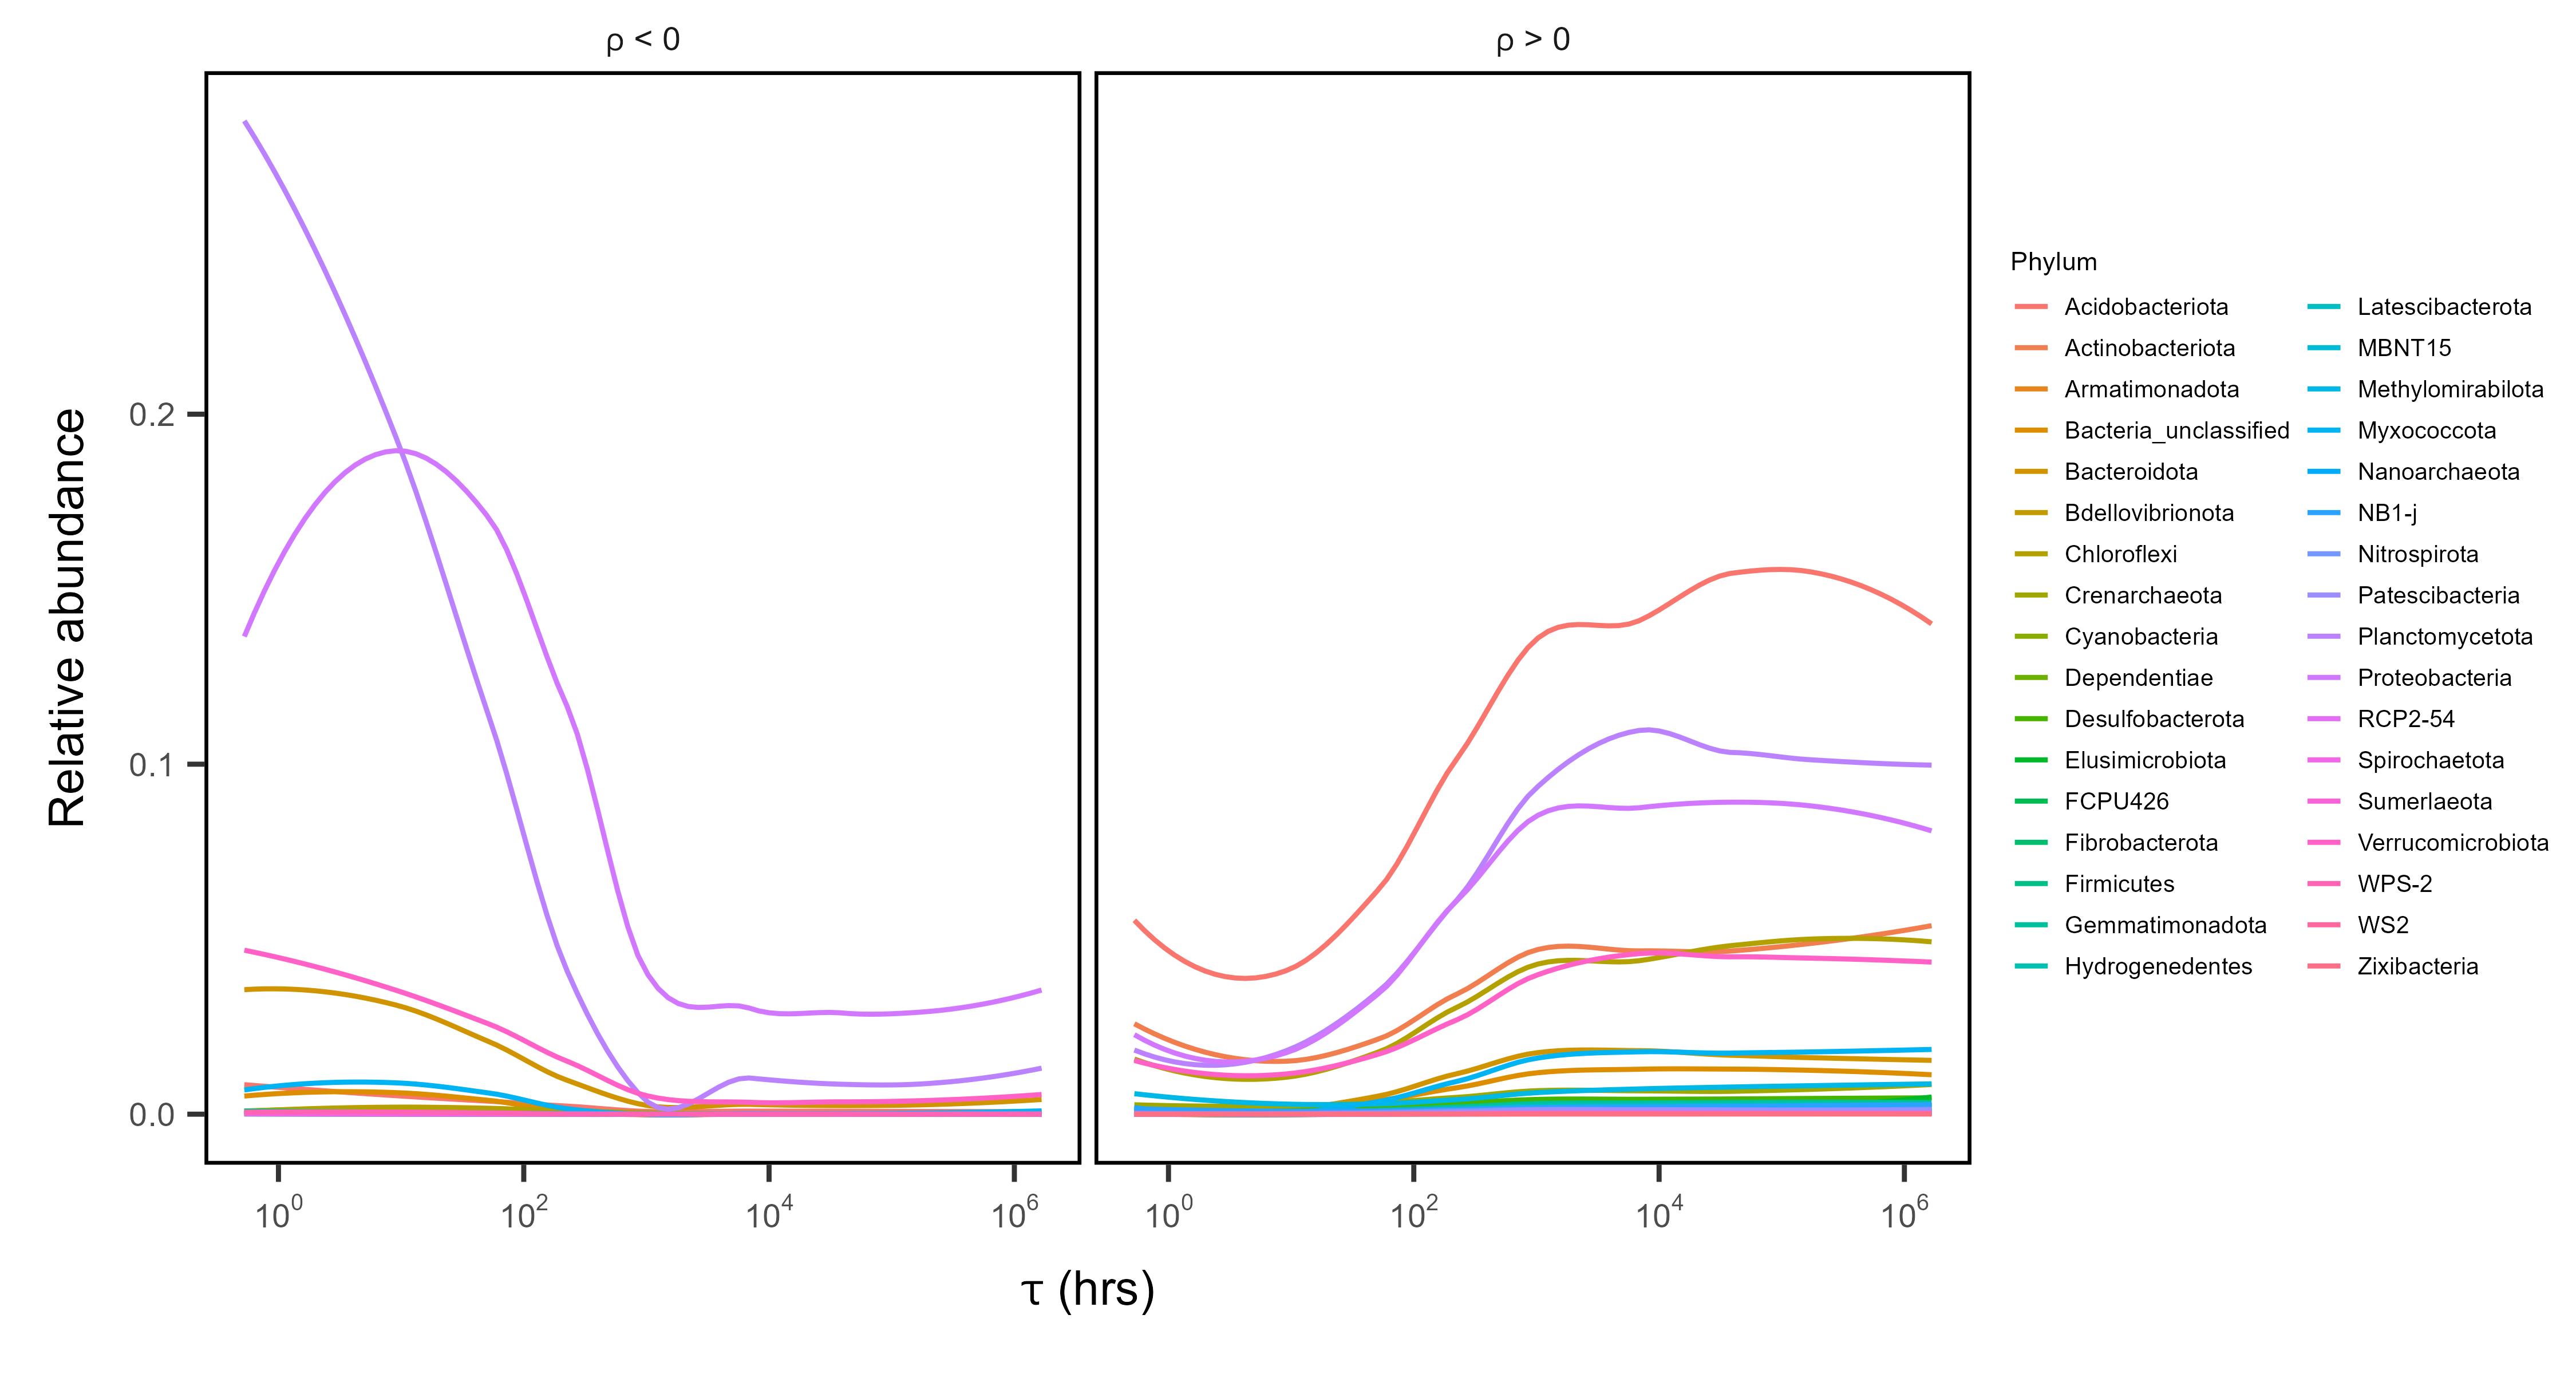 ρ < 0
ρ > 0
Relative abundance
0.2
0.1
0.0
10^0
10^2
10^4
10^6
10^0
10^2
10^4
10^6
τ (hrs)
Phylum
Acidobacteriota
Actinobacteriota
Armatimonadota
Bacteria_unclassified
Bacteroidota
Bdellovibrionota
Chloroflexi
Crenarchaeota
Cyanobacteria
Dependentiae
Desulfobacterota
Elusimicrobiota
FCPU426
Fibrobacterota
Firmicutes
Gemmatimonadota
Hydrogenedentes
Latescibacterota
MBNT15
Methylomirabilota
Myxococcota
Nanoarchaeota
NB1-j
Nitrospirota
Patescibacteria
Planctomycetota
Proteobacteria
RCP2-54
Spirochaetota
Sumerlaeota
Verrucomicrobiota
WPS-2
WS2
Zixibacteria